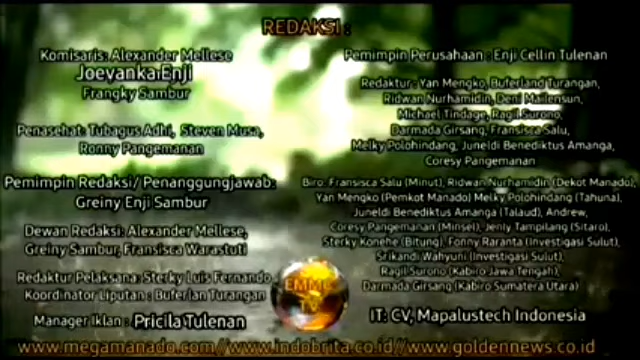 REDAKSI :
Komisaris: Alexander Mellese
Joevanka Enji
Frangky Sambur
Penasehat: Tubagus Adhi, Steven Musa,
Ronny Pangemanan
Pemimpin Redaksi/ Penanggungjawab:
Greiny Enji Sambur
Dewan Redaksi: Alexander Mellese,
Greiny Sambur, Fransisca Warastuti
Redaktur Pelaksana: Sterky Luis Fernando
Koordinator Liputan : Buferlan Turangan
Manager Iklan : Pricila Tulenan
Pemimpin Perusahaan : Enji Cellin Tulenan
Redaktur : Yan Mengko, Buferland Turangan,
Ridwan Nurhamidin, Deni Mailensun,
Michael Tindage, Ragil Surono,
Darmada Girsang, Fransisca Salu,
Melky Polohindang, Juneldi Benediktus Amanga,
Coresy Pangemanan
Biro: Fransisca Salu (Minut), Ridwan Nurhamidin (Dekot Manado),
Yan Mengko (Pemkot Manado) Melky Polohindang (Tahuna),
Juneldi Benediktus Amanga (Talaud), Andrew,
Coresy Pangemanan (Minsel), Jenly Tampilang (Sitaro),
Sterky Konehe (Bitung), Fonny Raranta (Investigasi Sulut),
Srikandi Wahyuni (Investigasi Sulut),
Ragil Surono (Kabiro Jawa Tengah),
Darmada Girsang (Kabiro Sumatera Utara)
IT: CV, Mapalustech Indonesia
TV
www.megamanado.com//www.indobrita.co.id//www.goldennews.co.id